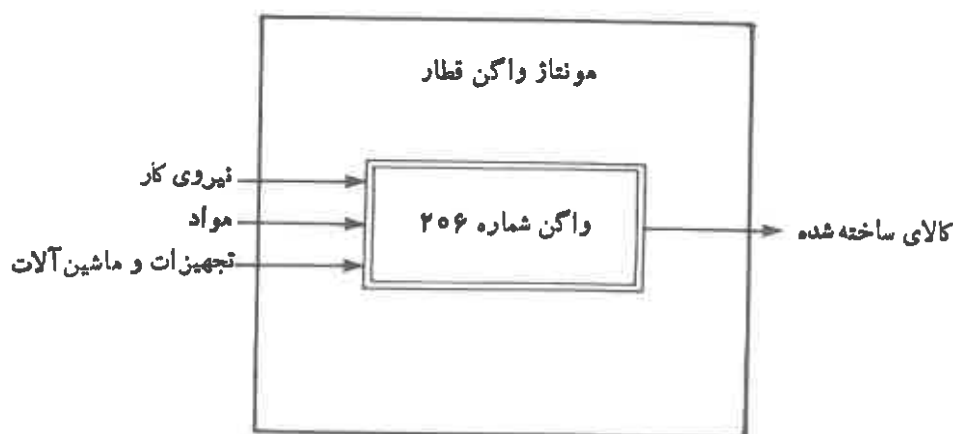 مونتاژ واگن قطار
نیروی کار
مواد
تجهیزات و ماشین‌آلات
واگن شماره ۲۰۶
کالای ساخته شده